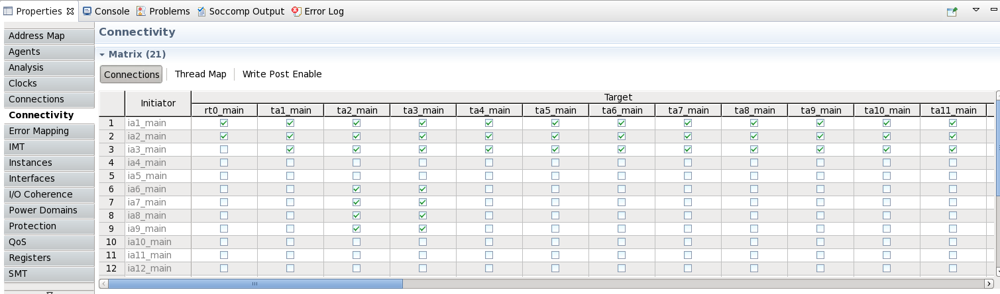 Properties Console Problems Soccomp Output Error Log
Address Map
Agents
Analysis
Clocks
Connections
Connectivity
Error Mapping
IMT
Instances
Interfaces
I/O Coherence
Power Domains
Protection
QoS
Registers
SMT
Connectivity
Matrix (21)
Connections Thread Map Write Post Enable
Initiator Target
rt0_main ta1_main ta2_main ta3_main ta4_main ta5_main ta6_main ta7_main ta8_main ta9_main ta10_main ta11_main
1 ia1_main
2 ia2_main
3 ia3_main
4 ia4_main
5 ia5_main
6 ia6_main
7 ia7_main
8 ia8_main
9 ia9_main
10 ia10_main
11 ia11_main
12 ia12_main